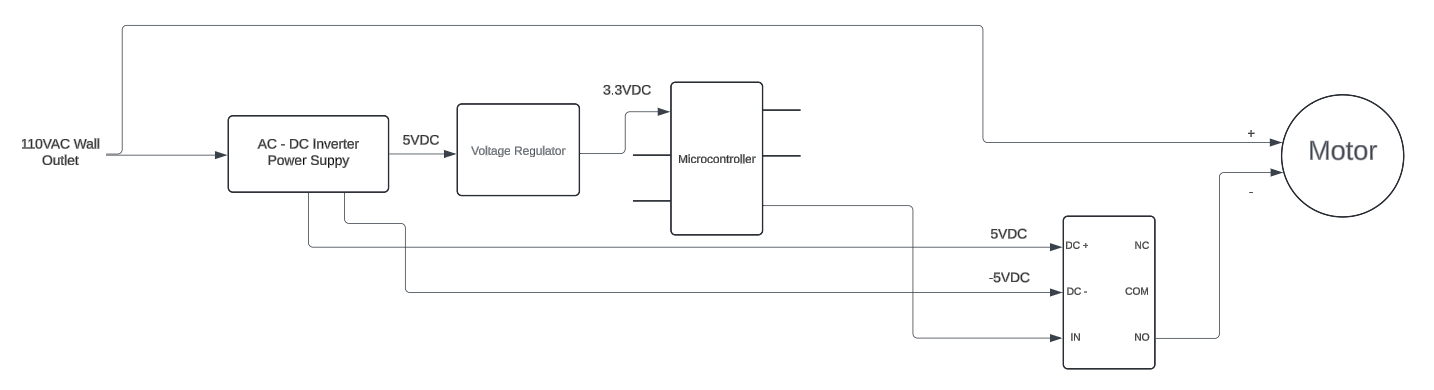 110VAC Wall
Outlet
AC - DC Inverter
Power Suppy
5VDC
Voltage Regulator
3.3VDC
Microcontroller
5VDC
-5VDC
DC +
NC
DC -
COM
IN
NO
+
-
Motor